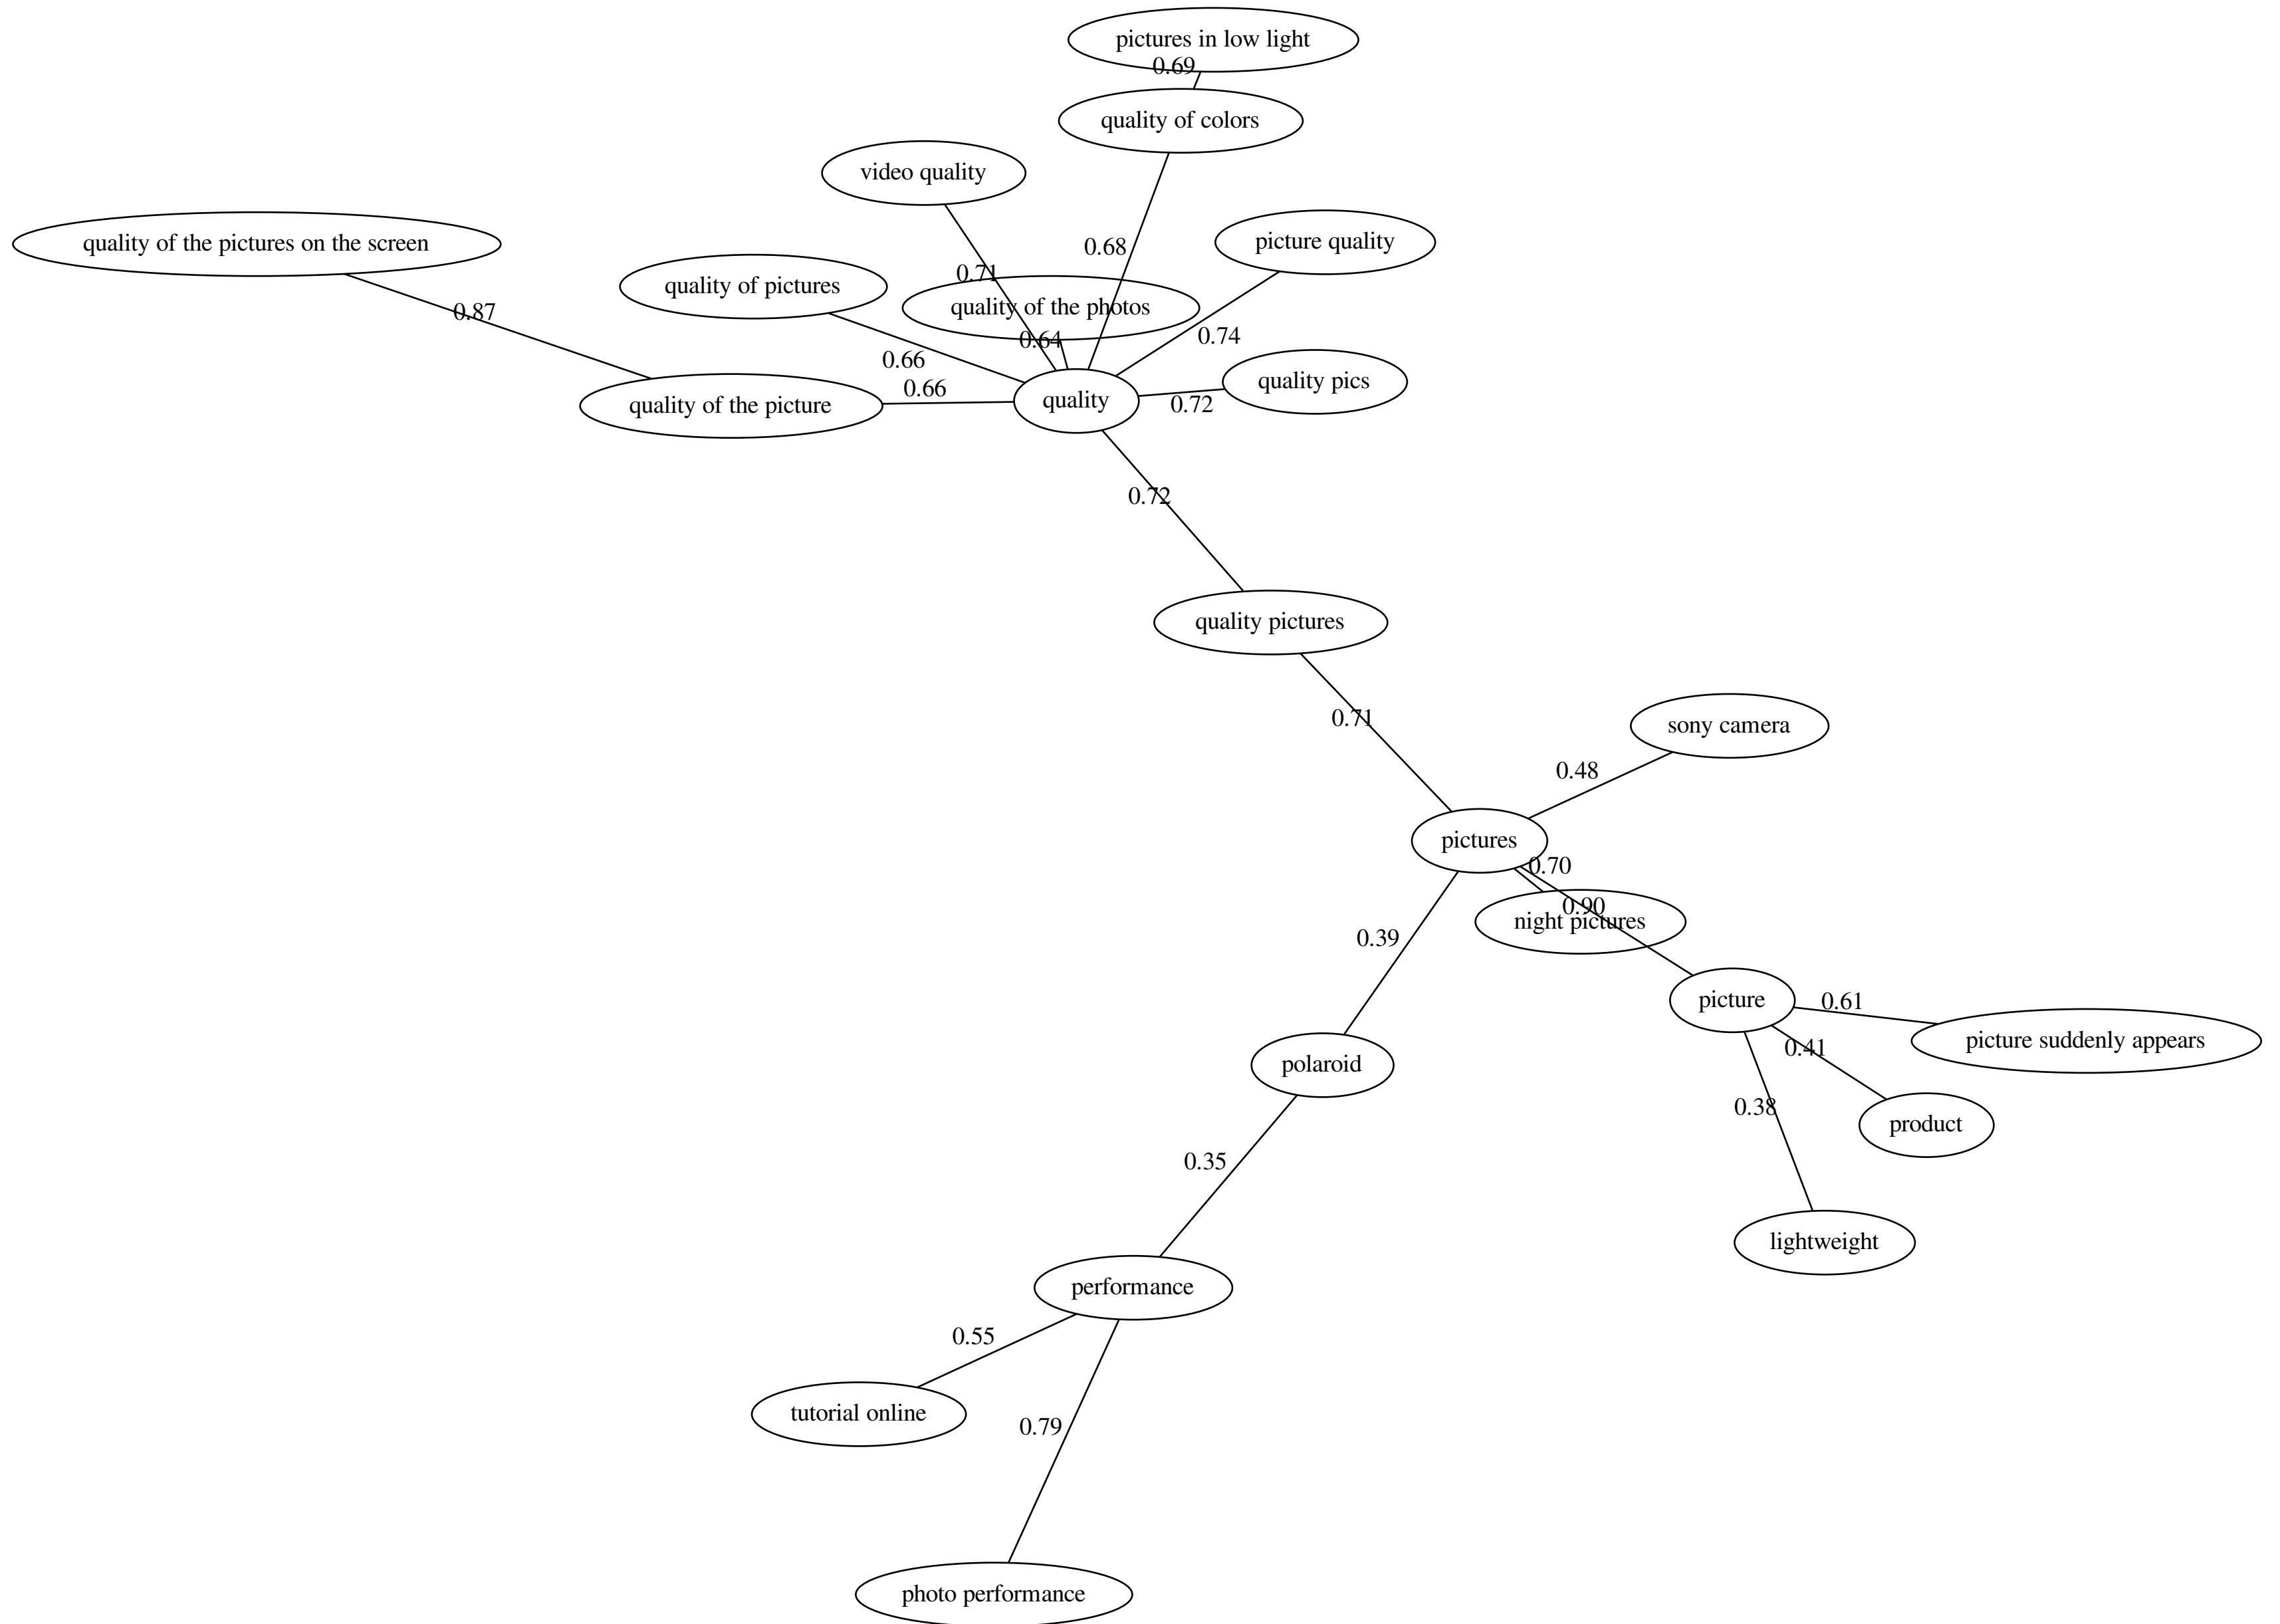 pictures in low light
0.69
quality of colors
video quality
quality of the pictures on the screen
0.68
picture quality
0.71
quality of pictures
quality of the photos
0.87
0.64
0.74
0.66
quality pics
0.66
quality of the picture
quality
0.72
0.72
quality pictures
0.71
sony camera
0.48
pictures
0.70
0.90
night pictures
0.39
picture
0.61
picture suddenly appears
0.41
polaroid
0.38
product
0.35
lightweight
performance
0.55
tutorial online
0.79
photo performance